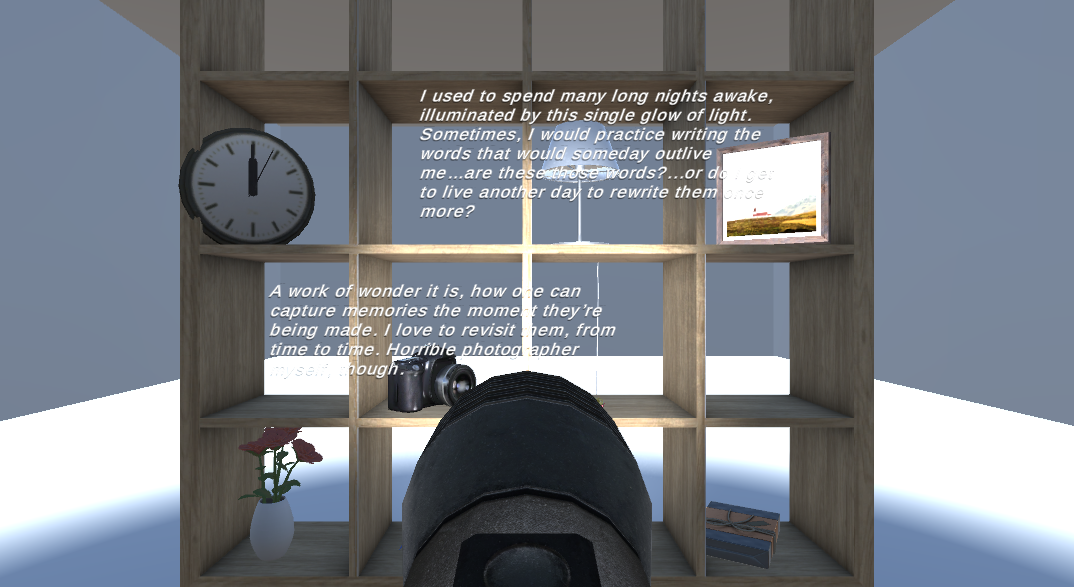 I used to spend many long nights awake,
illuminated by this single glow of light.
Sometimes, I would practice writing the
words that would someday outlive
me...are these those words?...or do I get
to live another day to rewrite them once
more?
A work of wonder it is, how one can
capture memories the moment they're
being made. I love to revisit them, from
time to time. Horrible photographer
myself, though.